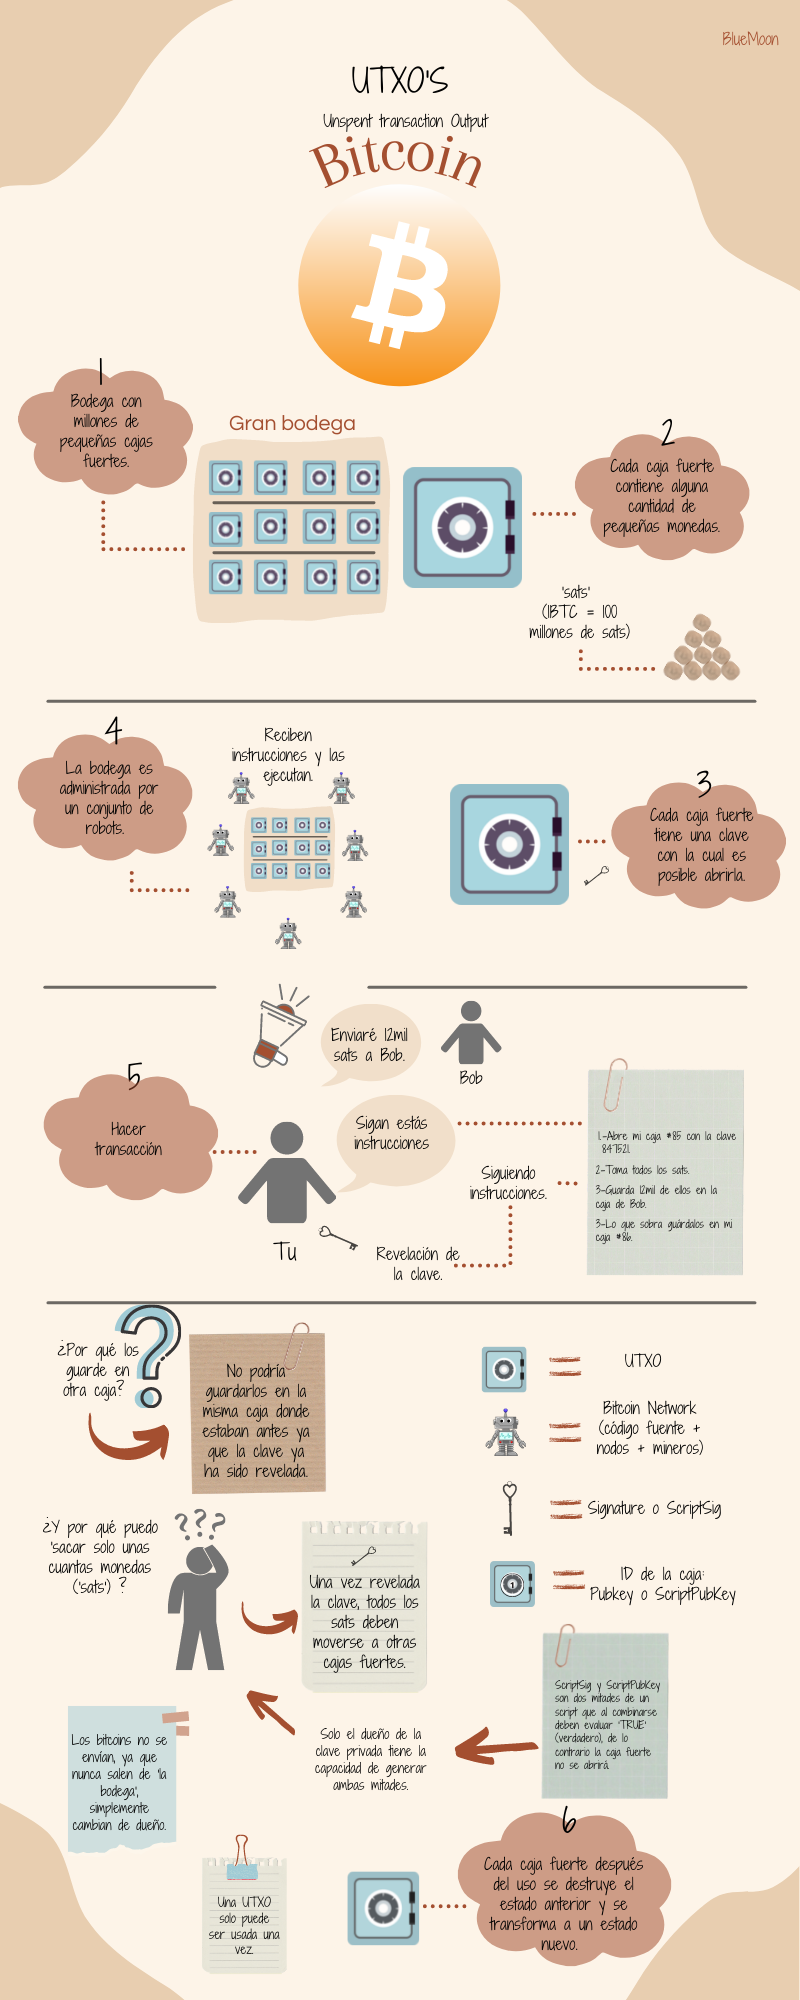 BlueMoon
UTXO'S
Unspent transaction Output
Bitcoin
1
Bodega con
millones de
pequeñas cajas
fuertes.
Gran bodega
2
Cada caja fuerte
contiene alguna
cantidad de
pequeñas monedas.
'sats'
(1BTC = 100
millones de sats)
4
La bodega es
administrada por
un conjunto de
robots.
Reciben
instrucciones y las
ejecutan.
3
Cada caja fuerte
tiene una clave
con la cual es
posible abrirla.
5
Hacer
transacción
Enviaré 12mil
sats a Bob.
Bob
Sigan estás
instrucciones
Tu
Siguiendo
instrucciones.
Revelación de
la clave.
1.-Abre mi caja #85 con la clave
847521.
2-Toma todos los sats.
3-Guarda 12mil de ellos en la
caja de Bob.
3-Lo que sobra guárdalos en mi
caja #86.
¿Por qué los
guarde en
otra caja?
No podría
guardarlos en la
misma caja donde
estaban antes ya
que la clave ya
ha sido revelada.
UTXO
Bitcoin Network
(código fuente +
nodos + mineros)
Signature o ScriptSig
1
ID de la caja:
Pubkey o ScriptPubKey
¿Y por qué puedo
'sacar solo unas
cuantas monedas
('sats') ?
Una vez revelada
la clave, todos los
sats deben
moverse a otras
cajas fuertes.
ScriptSig y ScriptPubKey
son dos mitades de un
script que al combinarse
deben evaluar 'TRUE'
(verdadero), de lo
contrario la caja fuerte
no se abrirá.
Solo el dueño de la
clave privada tiene la
capacidad de generar
ambas mitades.
Los bitcoins no se
envían, ya que
nunca salen de 'la
bodega',
simplemente
cambian de dueño.
Una UTXO
solo puede
ser usada una
vez.
6
Cada caja fuerte después
del uso se destruye el
estado anterior y se
transforma a un estado
nuevo.